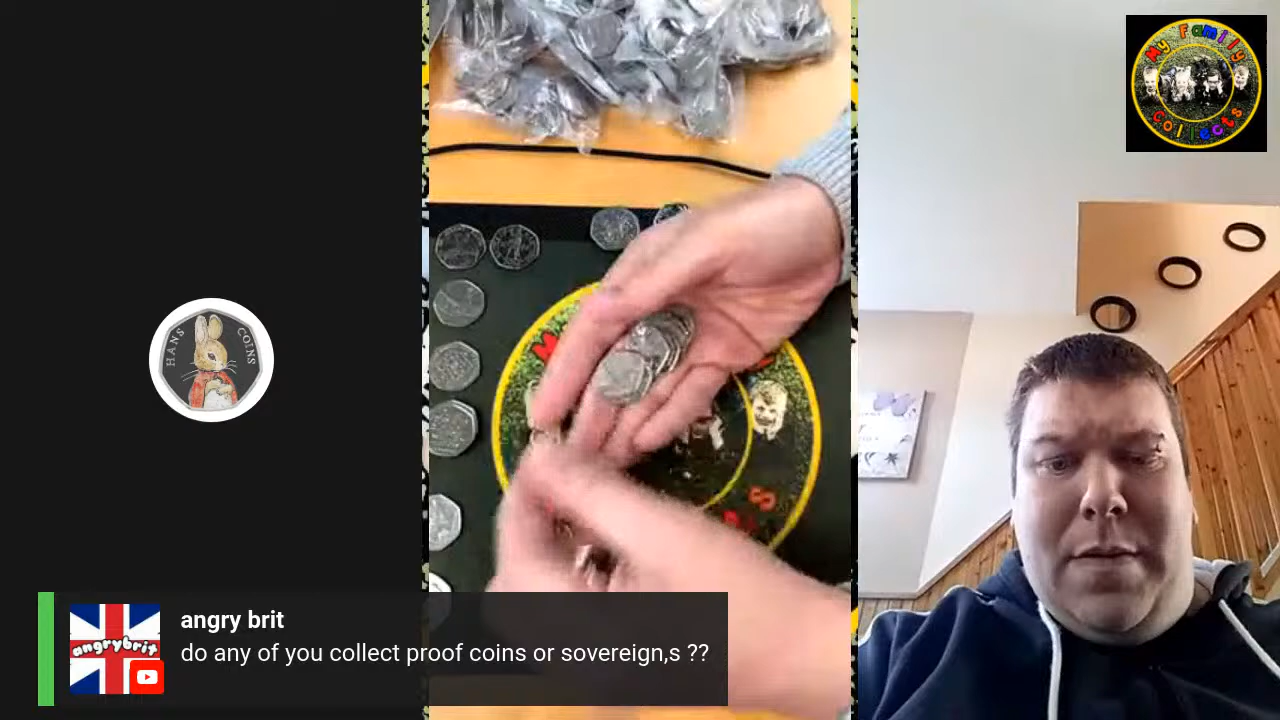 My Family
Collects
HANS COINS
M
S
angry brit
do any of you collect proof coins or sovereign,s ??
angrybrit